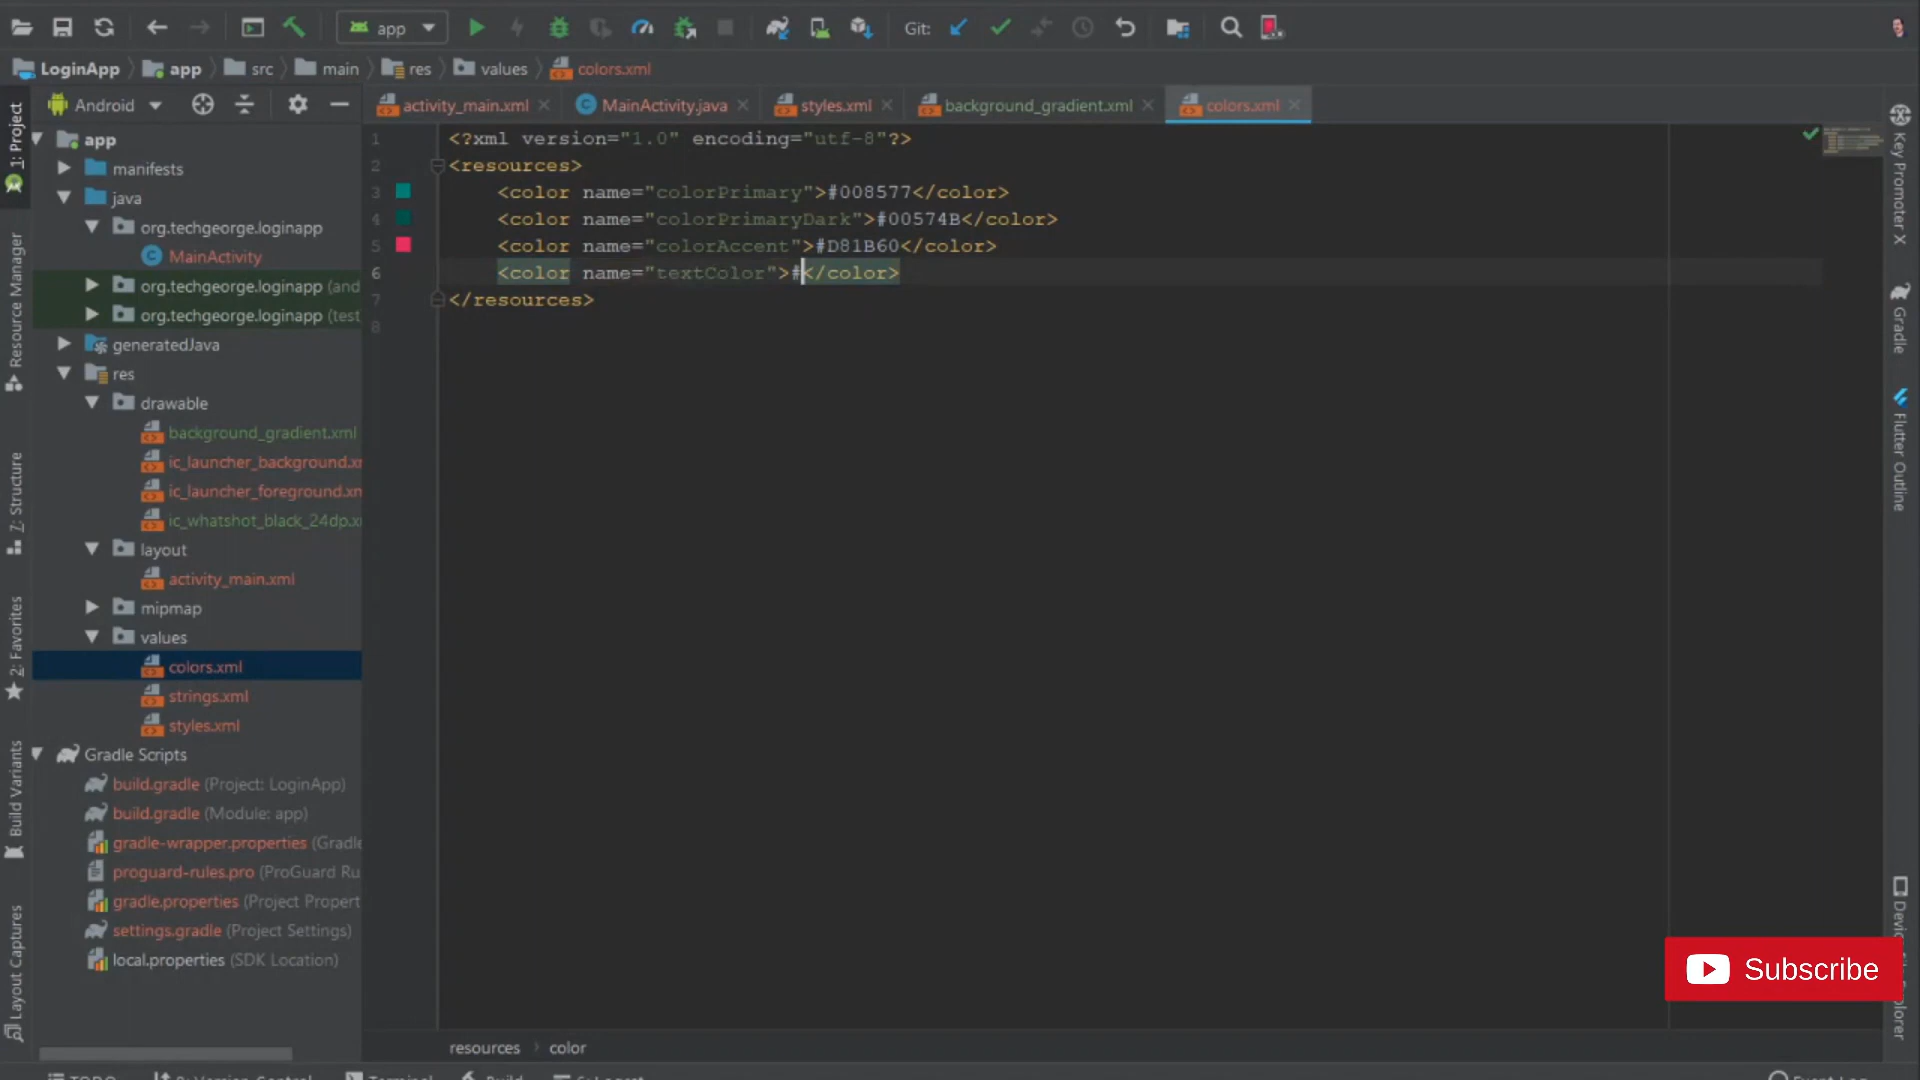 app
Git:
LoginApp
app
src
main
res
values
colors.xml
Android
activity_main.xml
MainActivity.java
styles.xml
background_gradient.xml
colors.xml
1: Project
Resource Manager
7: Structure
2: Favorites
Build Variants
Layout Captures
app
manifests
java
org.techgeorge.loginapp
MainActivity
org.techgeorge.loginapp (and
org.techgeorge.loginapp (test
generatedJava
res
drawable
background_gradient.xml
ic_launcher_background.x
ic_launcher_foreground.xn
ic_whatshot_black_24dp.x
layout
activity_main.xml
mipmap
values
colors.xml
strings.xml
styles.xml
Gradle Scripts
build.gradle (Project: LoginApp)
build.gradle (Module: app)
gradle-wrapper.properties (Gradle
proguard-rules.pro (ProGuard Ru
gradle.properties (Project Propert
settings.gradle (Project Settings)
local.properties (SDK Location)
1 <?xml version="1.0" encoding="utf-8"?>
2 <resources>
3 <color name="colorPrimary">#008577</color>
4 <color name="colorPrimaryDark">#00574B</color>
5 <color name="colorAccent">#D81B60</color>
6 <color name="textColor">#</color>
7 </resources>
8
Key Promoter X
Gradle
Flutter Outline
Subscribe
resources
color